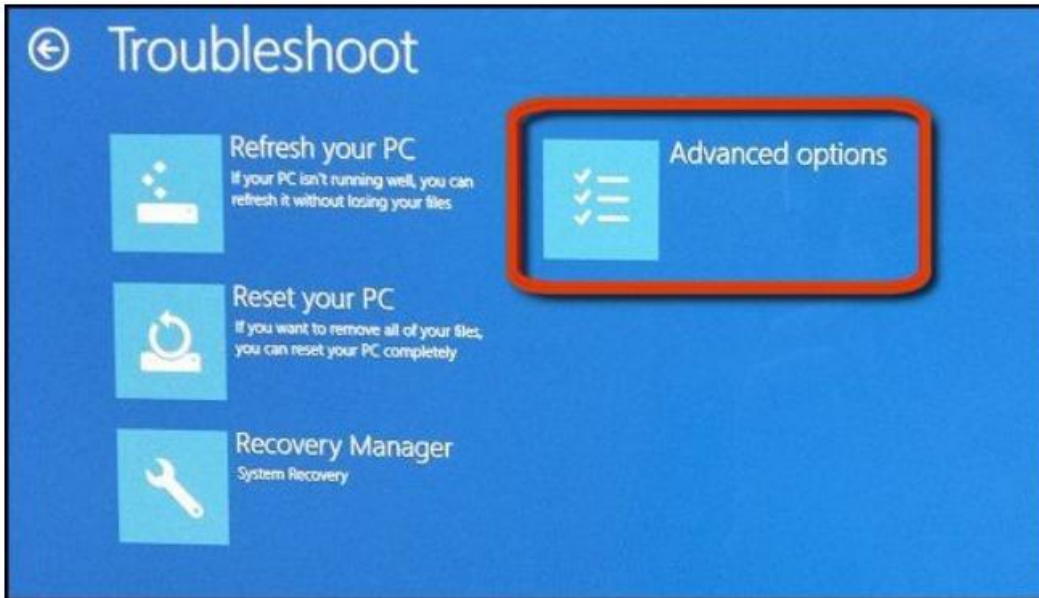 Troubleshoot
Refresh your PC
If your PC isn't running well, you can
refresh it without losing your files
Advanced options
Reset your PC
If you want to remove all of your files,
you can reset your PC completely
Recovery Manager
System Recovery